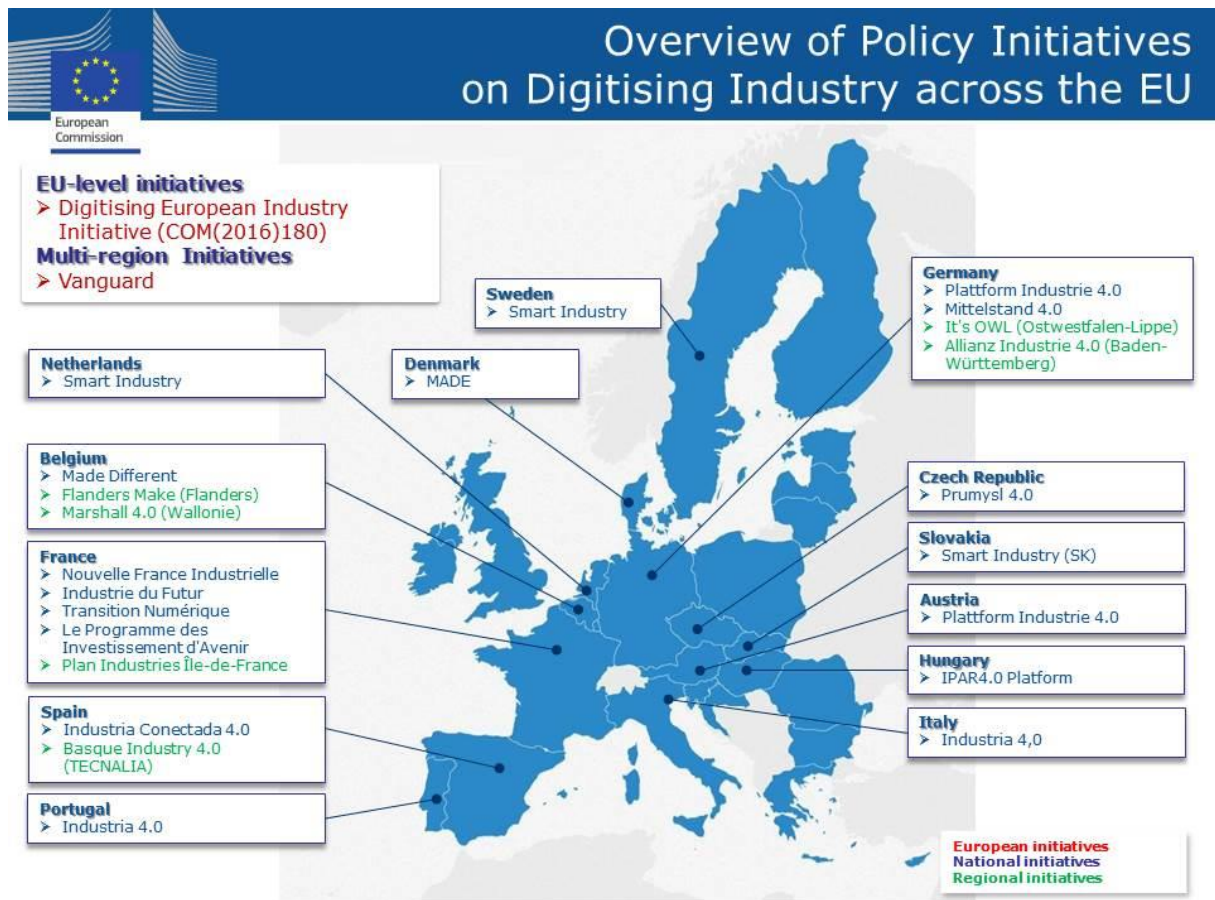 Overview of Policy Initiatives
on Digitising Industry across the EU
European
Commission
EU-level initiatives
➤ Digitising European Industry
Initiative (COM(2016)180)
Multi-region Initiatives
➤ Vanguard
Sweden
➤ Smart Industry
Germany
➤ Plattform Industrie 4.0
➤ Mittelstand 4.0
➤ It's OWL (Ostwestfalen-Lippe)
➤ Allianz Industrie 4.0 (Baden-
Württemberg)
Netherlands
➤ Smart Industry
Denmark
➤ MADE
Belgium
➤ Made Different
➤ Flanders Make (Flanders)
➤ Marshall 4.0 (Wallonie)
Czech Republic
➤ Prumysl 4.0
Slovakia
➤ Smart Industry (SK)
France
➤ Nouvelle France Industrielle
➤ Industrie du Futur
➤ Transition Numérique
➤ Le Programme des
Investissement d'Avenir
➤ Plan Industries Île-de-France
Austria
➤ Plattform Industrie 4.0
Hungary
➤ IPAR4.0 Platform
Spain
➤ Industria Conectada 4.0
➤ Basque Industry 4.0
(TECNALIA)
Italy
➤ Industria 4,0
Portugal
➤ Industria 4.0
European initiatives
National initiatives
Regional initiatives